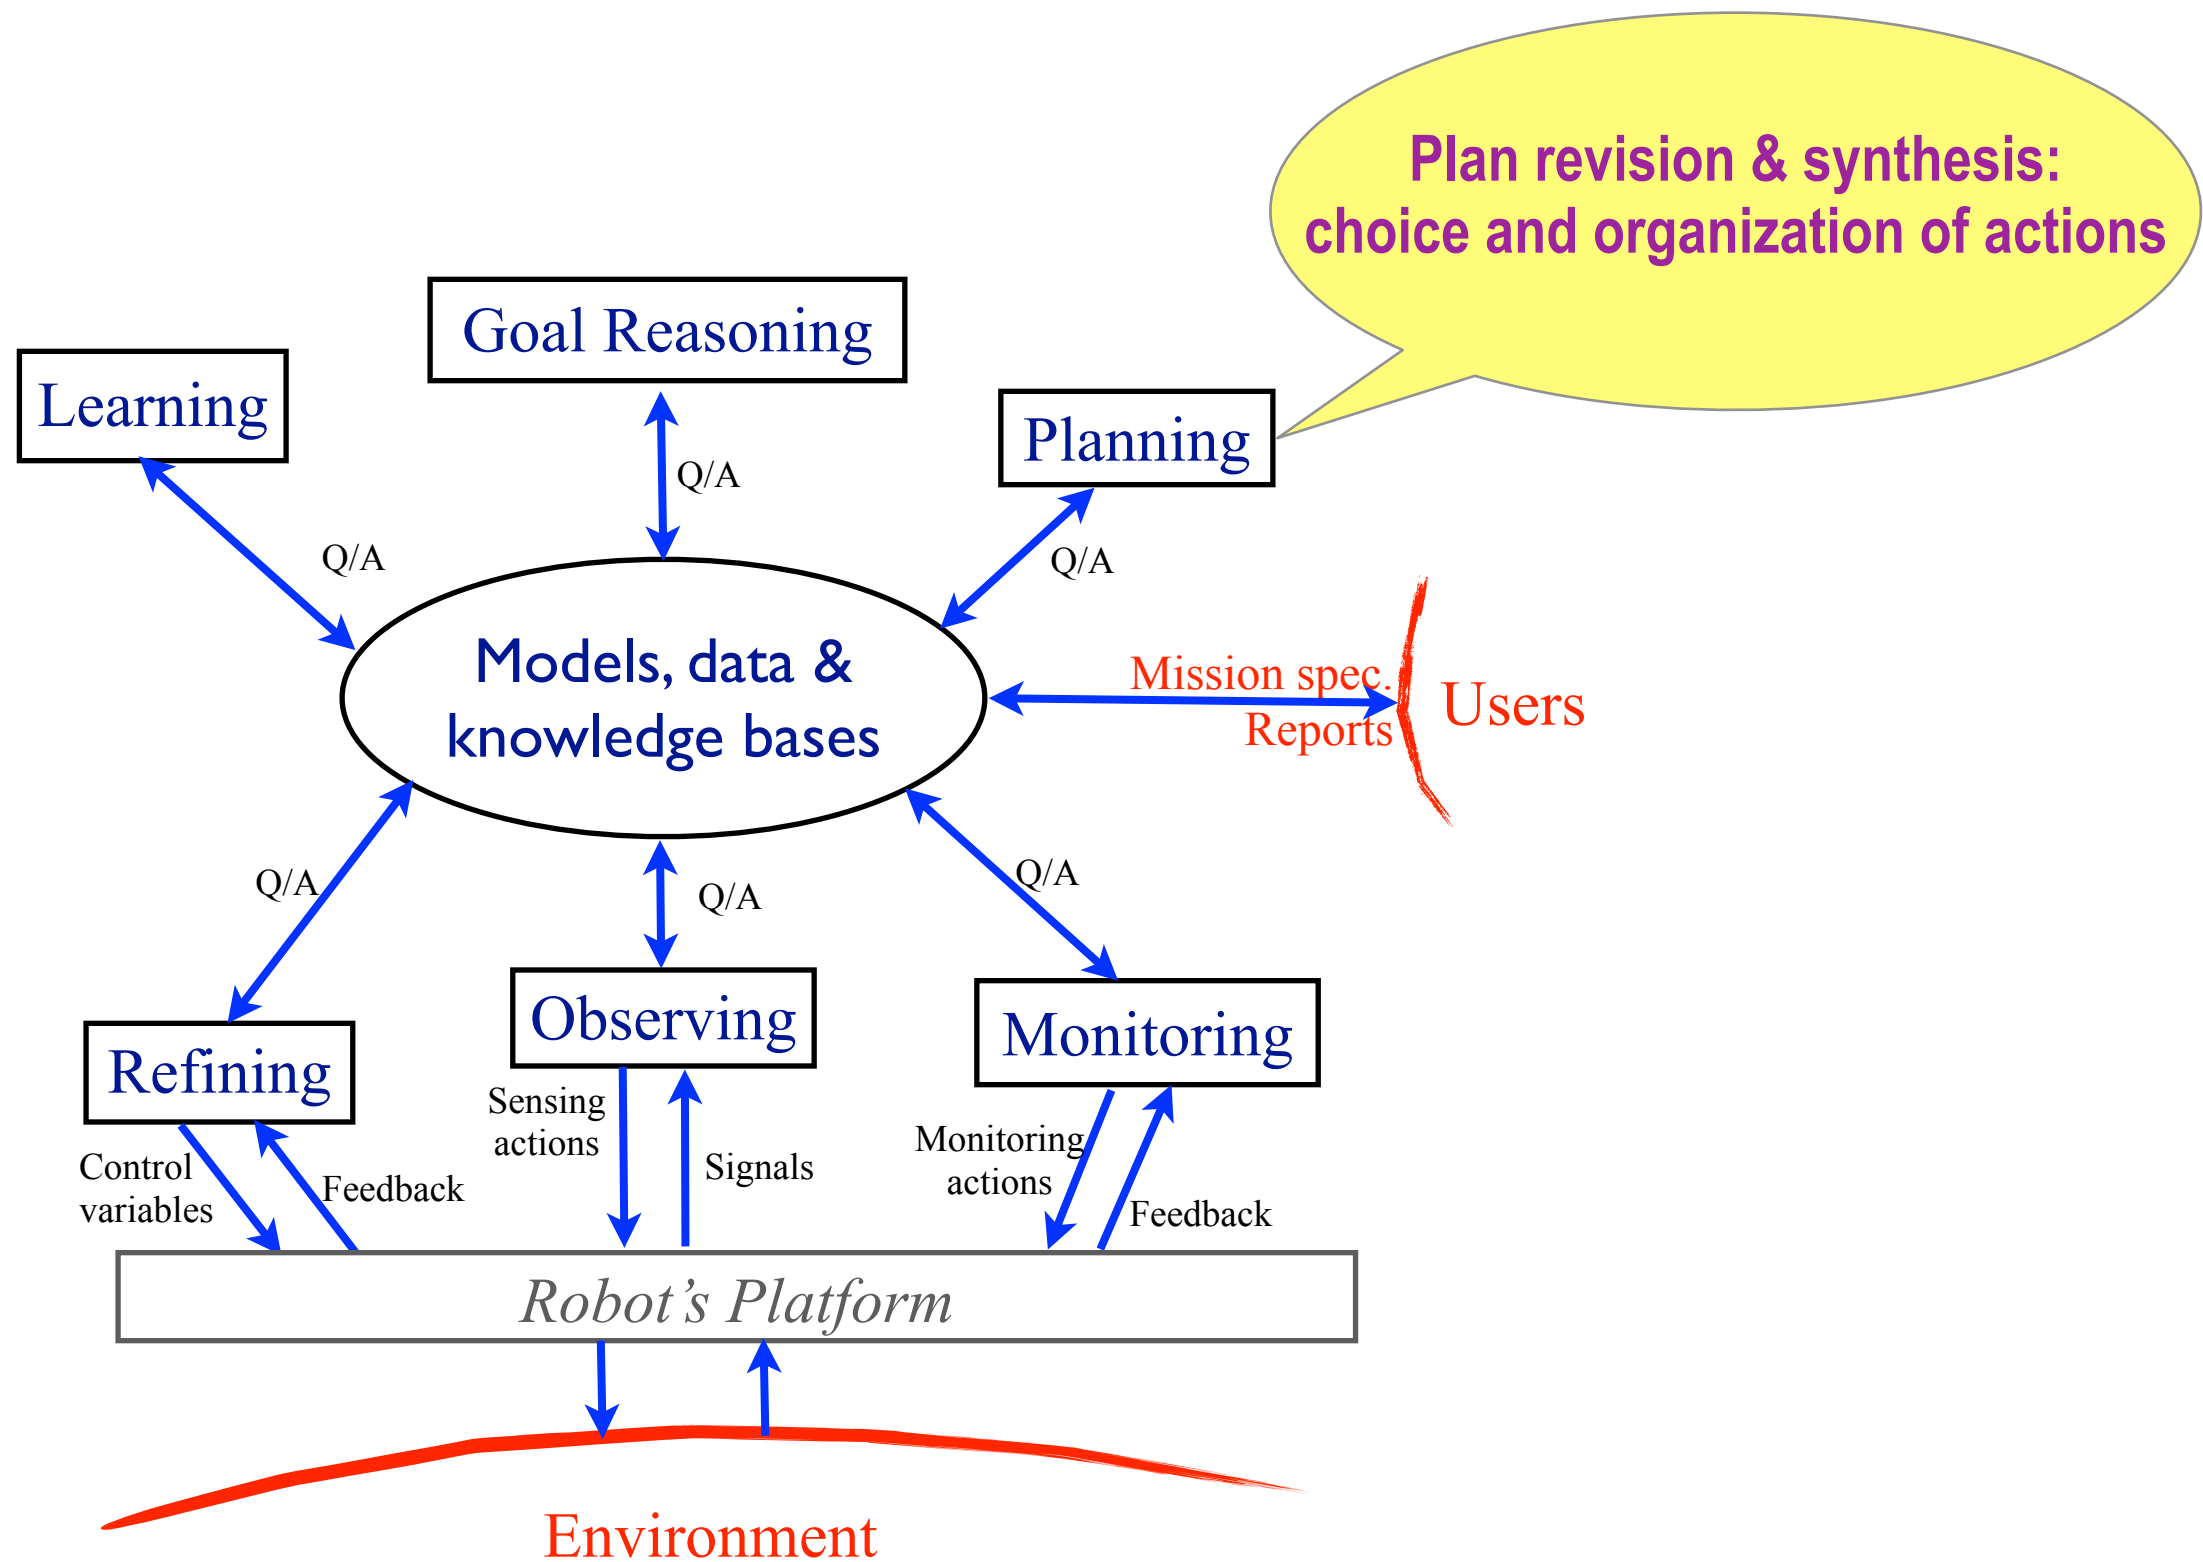 Plan revision & synthesis:
choice and organization of actions
Goal Reasoning
Learning
Planning
Q/A
Q/A
Q/A
Models, data &
knowledge bases
Mission spec.
Reports
Users
Q/A
Q/A
Q/A
Refining
Observing
Monitoring
Control
variables
Feedback
Sensing
actions
Signals
Monitoring
actions
Feedback
Robot's Platform
Environment